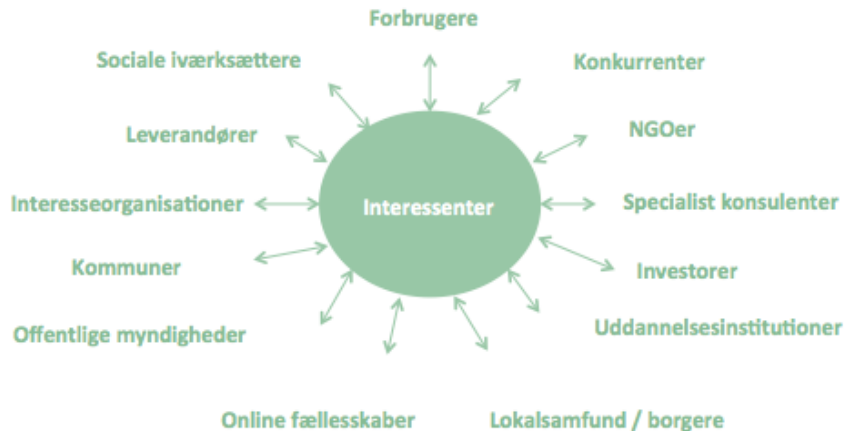 Forbrugere
Sociale iværksættere
Konkurrenter
Leverandører
NGOer
Interesseorganisationer
Interessenter
Specialist konsulenter
Kommuner
Investorer
Offentlige myndigheder
Uddannelsesinstitutioner
Online fællesskaber
Lokalsamfund / borgere